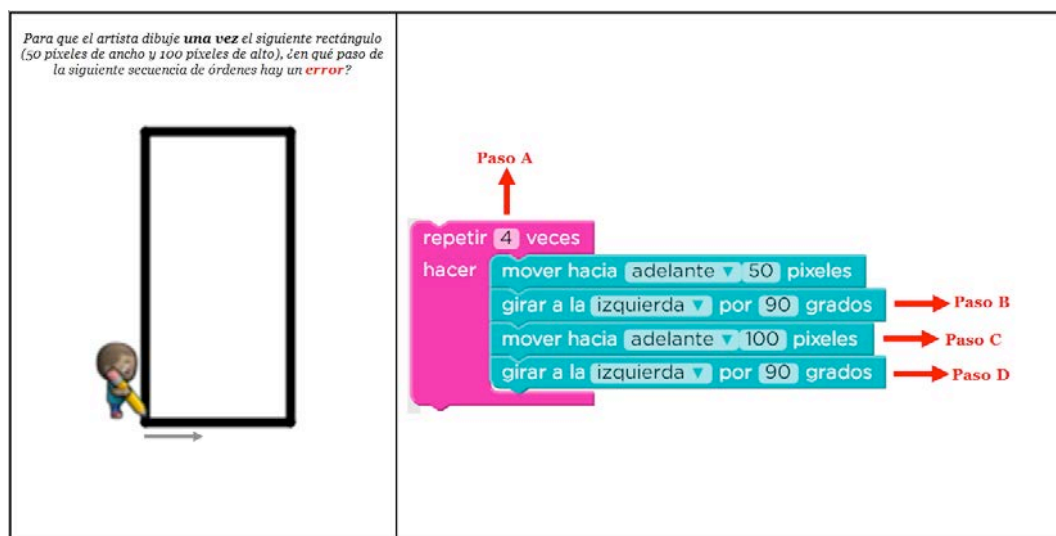 Para que el artista dibuje una vez el siguiente rectángulo
(50 píxeles de ancho y 100 píxeles de alto), ¿en qué paso de
la siguiente secuencia de órdenes hay un error?
Paso A
repetir 4 veces
hacer
mover hacia adelante ▼ 50 pixeles
girar a la izquierda ▼ por 90 grados
Paso B
mover hacia adelante ▼ 100 pixeles
Paso C
girar a la izquierda ▼ por 90 grados
Paso D